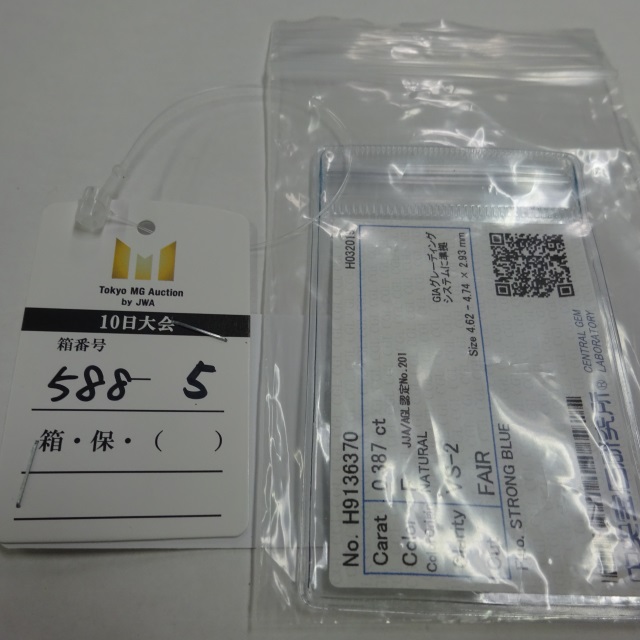 Tokyo MG Auction
by JWA
10日大会
箱番号
588-5
箱・保・( )
No. H9136370
Carat 0.387 ct
Color
NATURAL
FAIR
STRONG BLUE
JJA/AGL認定No.201
GIAグレーディング
システムに準拠
Size 4.62 - 4.74 × 2.93 mm
CENTRAL GEM
LABORATORY